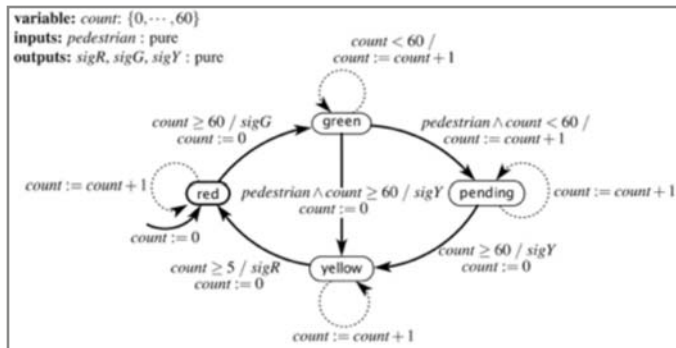 variable: count: {0,⋯,60}
inputs: pedestrian : pure
outputs: sigR, sigG, sigY : pure
count < 60 /
count := count + 1
count ≥ 60 / sigG
count := 0
green
pedestrian ∧ count < 60 /
count := count + 1
count := count + 1
red
pedestrian ∧ count ≥ 60 / sigY
count := 0
pending
count := count + 1
count := 0
count ≥ 5 / sigR
count := 0
yellow
count ≥ 60 / sigY
count := 0
count := count + 1